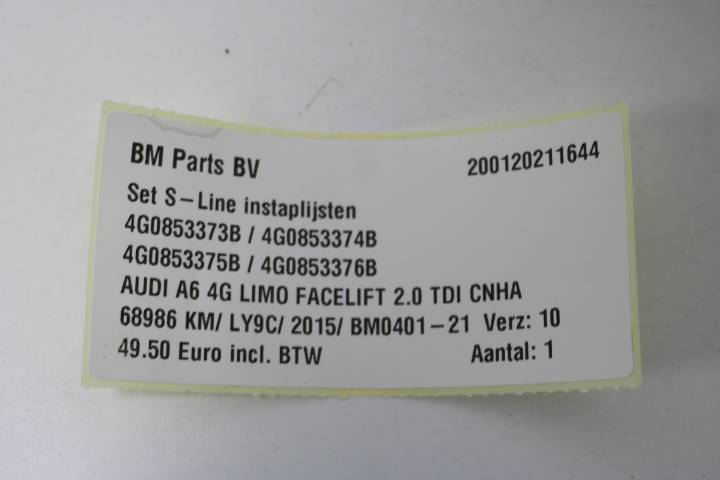 BM Parts BV 200120211644
Set S-Line instaplijsten
4G0853373B / 4G0853374B
4G0853375B / 4G0853376B
AUDI A6 4G LIMO FACELIFT 2.0 TDI CNHA
68986 KM/ LY9C/ 2015/ BM0401-21 Verz: 10
49.50 Euro incl. BTW Aantal: 1